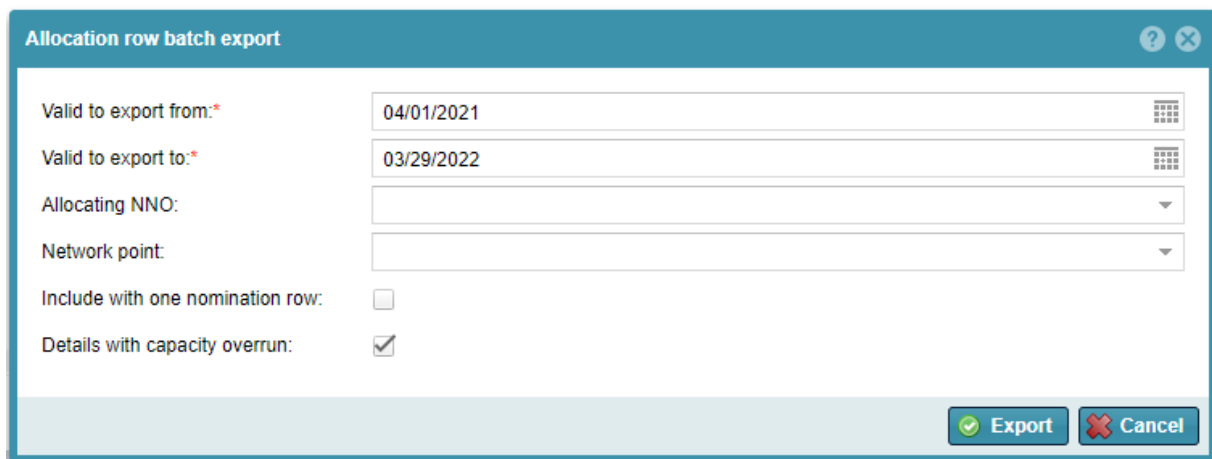 Allocation row batch export
Valid to export from:* 04/01/2021
Valid to export to:* 03/29/2022
Allocating NNO:
Network point:
Include with one nomination row:
Details with capacity overrun:
Export Cancel